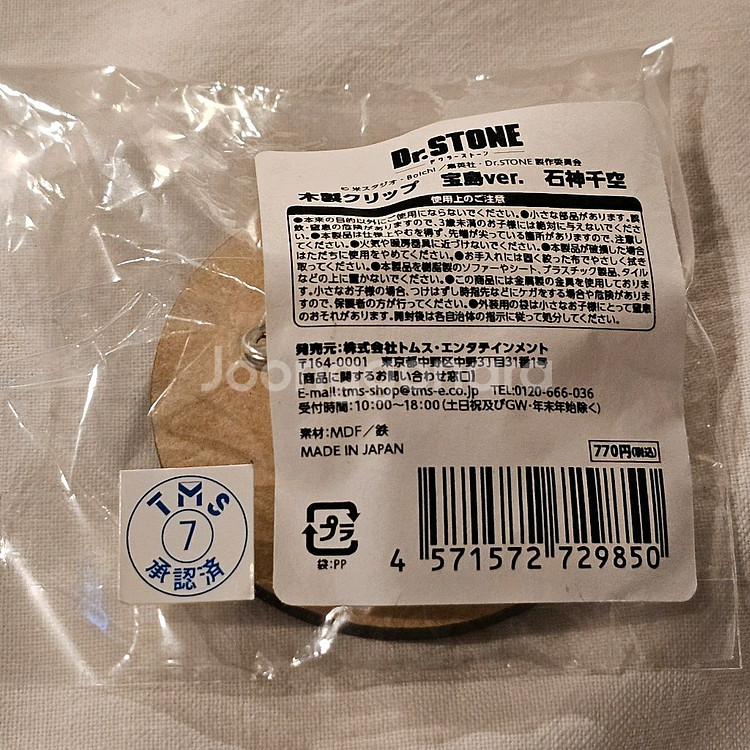 Dr.STONE
ドクターストーン
©米スタジオ・Boichi／集英社・Dr.STONE製作委員会
木製クリップ 宝島ver. 石神千空
使用上のご注意
●本来の目的以外にご使用にならないでください。●小さな部品があります。誤
飲・窒息の危険がありますので、3歳未満のお子様には絶対に与えないでくださ
い。●本製品は仕様上やむを得ず、先端が尖っている箇所がありますので、注意し
てください。●火気や暖房器具に近づけないでください。●本製品が破損した場合
はただちに使用をやめてください。●お手入れには固く絞った布でやさしく拭き
取ってください。●本製品を樹脂製のソファーやシート、プラスチック製品、タイル
などの上に置かないでください。●この商品には金属製の金具を使用しておりま
す。小さなお子様の場合、つけはずし時指先などにケガをする場合や危険がありま
すので、保護者の方が行ってください。●外装用の袋は小さなお子様にとって窒息
のおそれがあります。開封後は各自治体の指示に従って処分してください。
発売元：株式会社トムス・エンタテインメント
〒164-0001 東京都中野区中野3丁目31番1号
【商品に関するお問い合わせ窓口】
E-mail:tms-shop@tms-e.co.jp TEL:0120-666-036
受付時間：10:00～18:00（土日祝及びGW・年末年始除く）
素材：MDF／鉄
MADE IN JAPAN
770円(税込)
プラ
袋：PP
4 571572 729850
TMS
7
承認済